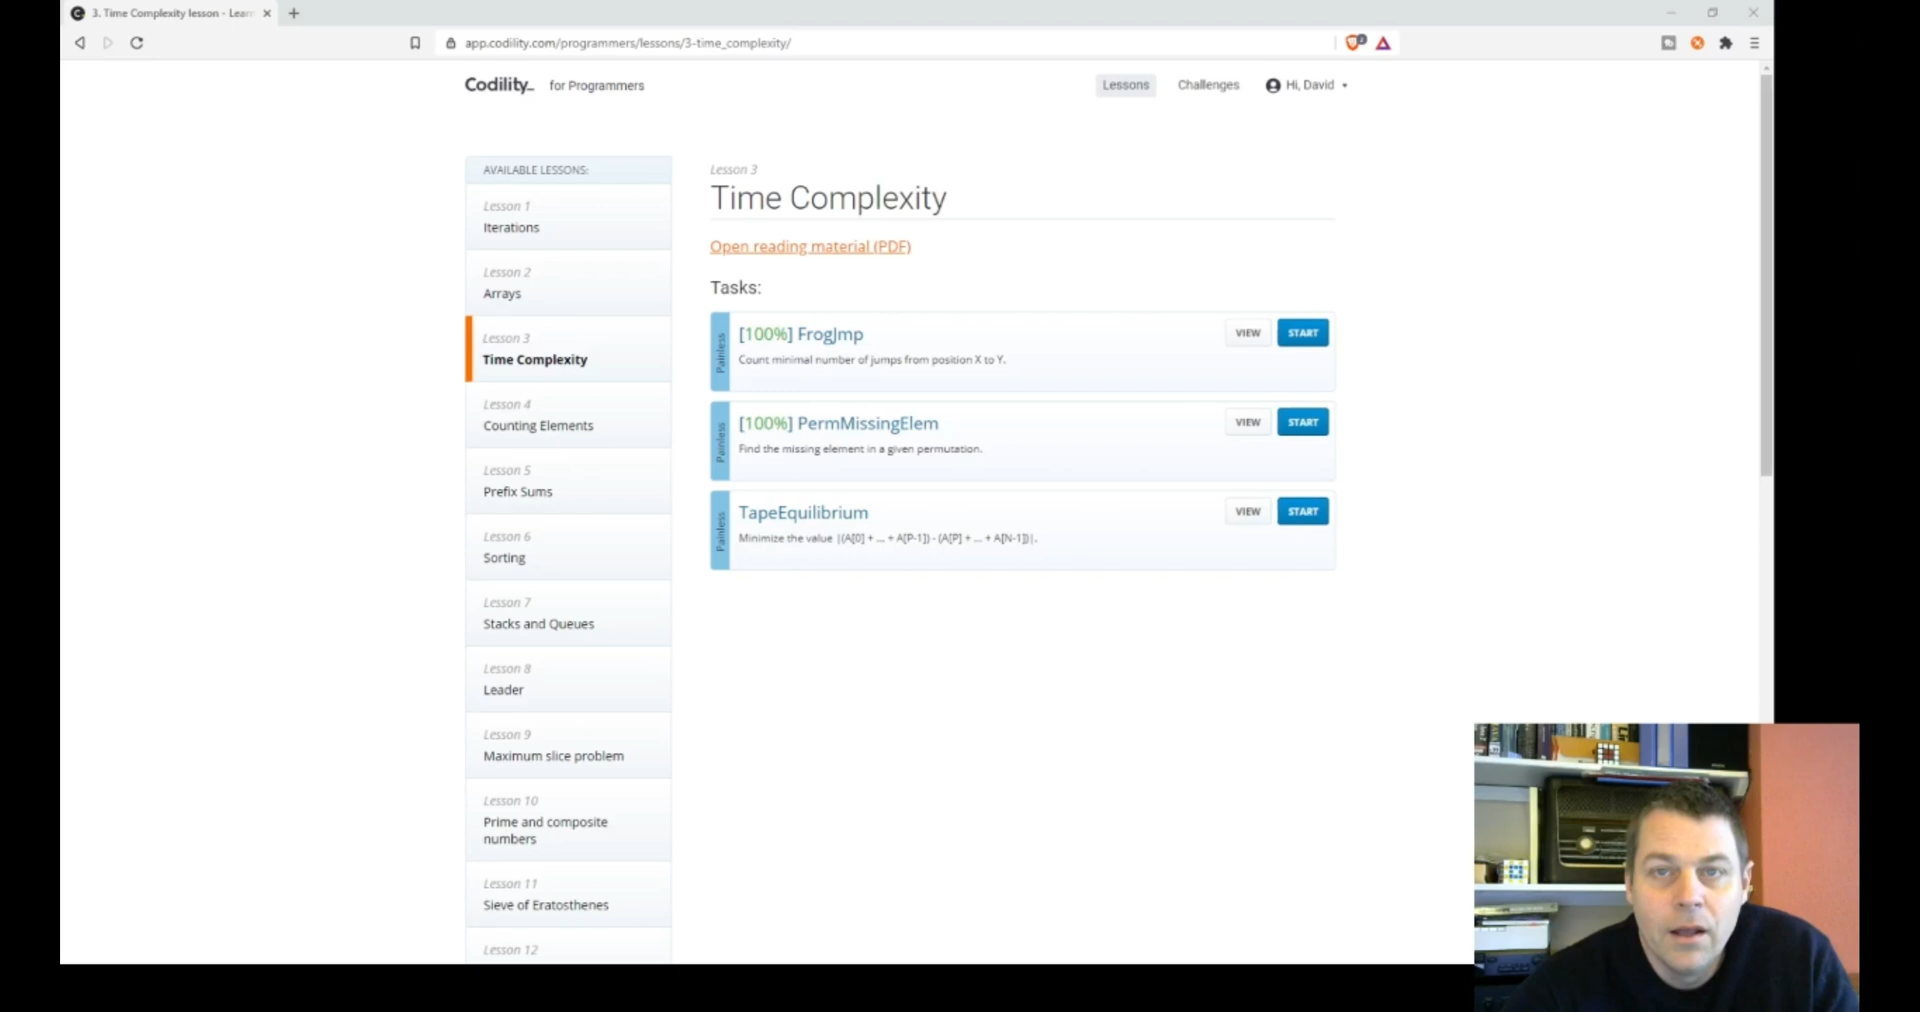 3. Time Complexity lesson - Lear
app.codility.com/programmers/lessons/3-time_complexity/
Codility_ for Programmers
Lessons
Challenges
Hi, David
AVAILABLE LESSONS:
Lesson 1
Iterations
Lesson 2
Arrays
Lesson 3
Time Complexity
Lesson 4
Counting Elements
Lesson 5
Prefix Sums
Lesson 6
Sorting
Lesson 7
Stacks and Queues
Lesson 8
Leader
Lesson 9
Maximum slice problem
Lesson 10
Prime and composite
numbers
Lesson 11
Sieve of Eratosthenes
Lesson 12
Lesson 3
Time Complexity
Open reading material (PDF)
Tasks:
Painless
[100%] FrogJmp
VIEW
START
Count minimal number of jumps from position X to Y.
Painless
[100%] PermMissingElem
VIEW
START
Find the missing element in a given permutation.
Painless
TapeEquilibrium
VIEW
START
Minimize the value |(A[0] + ... + A[P-1]) - (A[P] + ... + A[N-1])|.